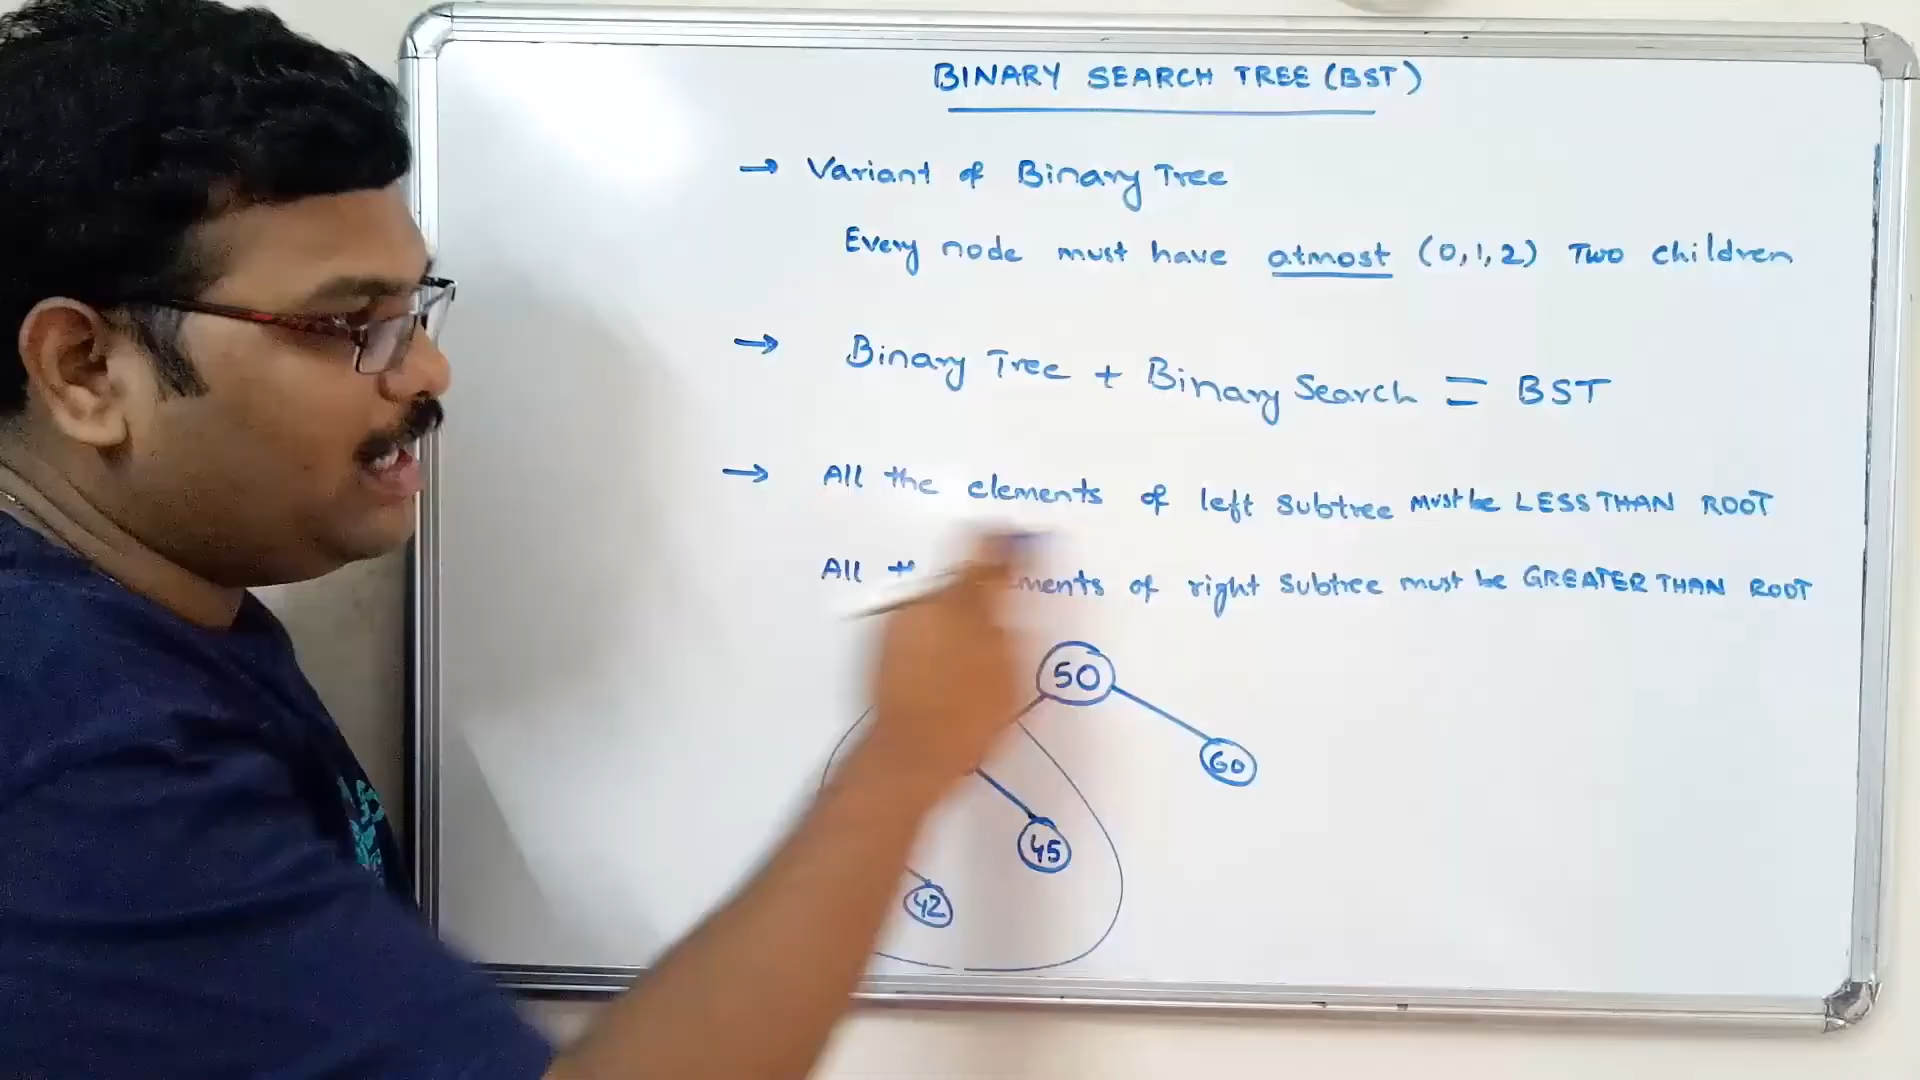 BINARY SEARCH TREE (BST)
→ Variant of Binary Tree
Every node must have atmost (0,1,2) Two children
→ Binary Tree + Binary Search = BST
→ All the elements of left subtree must be LESS THAN ROOT
All of right subtree must be GREATER THAN ROOT
50
60
45
42